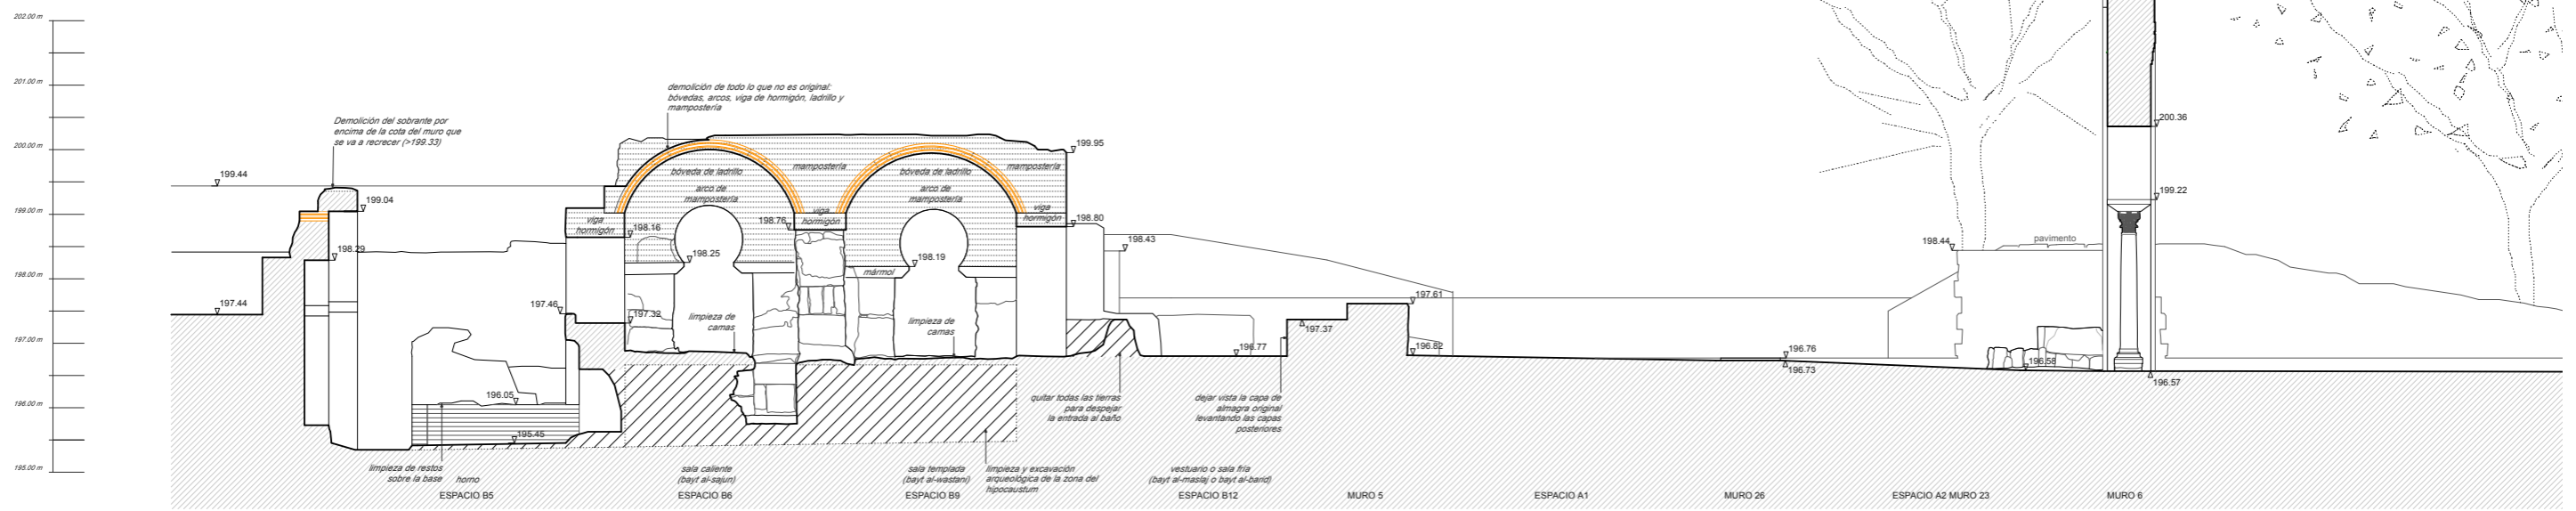 202.00 m
201.00 m
200.00 m
199.00 m
198.00 m
197.00 m
196.00 m
195.00 m
demolición de todo lo que no es original:
bóvedas, arcos, viga de hormigón, ladrillo y
mampostería
Demolición del sobrante por
encima de la cota del muro que
se va a recrecer (>199.33)
199.44
199.04
198.29
197.44
mampostería
mampostería
199.95
bóveda de ladrillo
arco de
mampostería
bóveda de ladrillo
arco de
mampostería
viga
hormigón
198.16
198.76
viga
hormigón
viga
hormigón
198.80
198.25
198.19
mármol
197.46
197.32
limpieza de
camas
limpieza de
camas
196.05
195.45
198.43
197.61
197.37
196.77
196.82
196.76
196.73
198.44
pavimento
196.58
196.57
200.36
199.22
quitar todas las tierras
para despejar
la entrada al baño
dejar vista la capa de
almagra original
levantando las capas
posteriores
limpieza de restos
sobre la base
horno
ESPACIO B5
sala caliente
(bayt al-sajun)
ESPACIO B6
sala templada
(bayt al-wastani)
ESPACIO B9
limpieza y excavación
arqueológica de la zona del
hipocaustum
vestuario o sala fría
(bayt al-maslaj o bayt al-barid)
ESPACIO B12
MURO 5
ESPACIO A1
MURO 26
ESPACIO A2 MURO 23
MURO 6